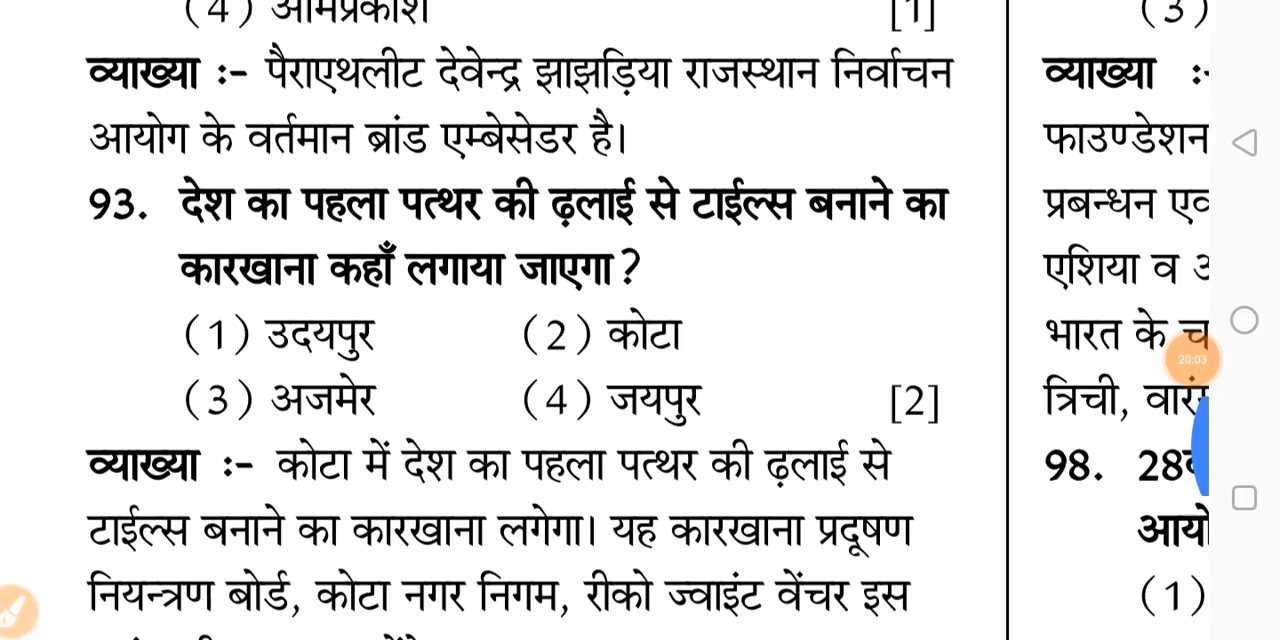 (4) ओमप्रकाश [1]
व्याख्या :- पैराएथलीट देवेन्द्र झाझड़िया राजस्थान निर्वाचन
आयोग के वर्तमान ब्रांड एम्बेसेडर है।
93. देश का पहला पत्थर की ढ़लाई से टाईल्स बनाने का
कारखाना कहाँ लगाया जाएगा?
(1) उदयपुर (2) कोटा
(3) अजमेर (4) जयपुर [2]
व्याख्या :- कोटा में देश का पहला पत्थर की ढ़लाई से
टाईल्स बनाने का कारखाना लगेगा। यह कारखाना प्रदूषण
नियन्त्रण बोर्ड, कोटा नगर निगम, रीको ज्वाइंट वेंचर इस
(3)
व्याख्या :-
फाउण्डेशन
प्रबन्धन
एशिया व
भारत के
त्रिची,
98.
(1)
20:03